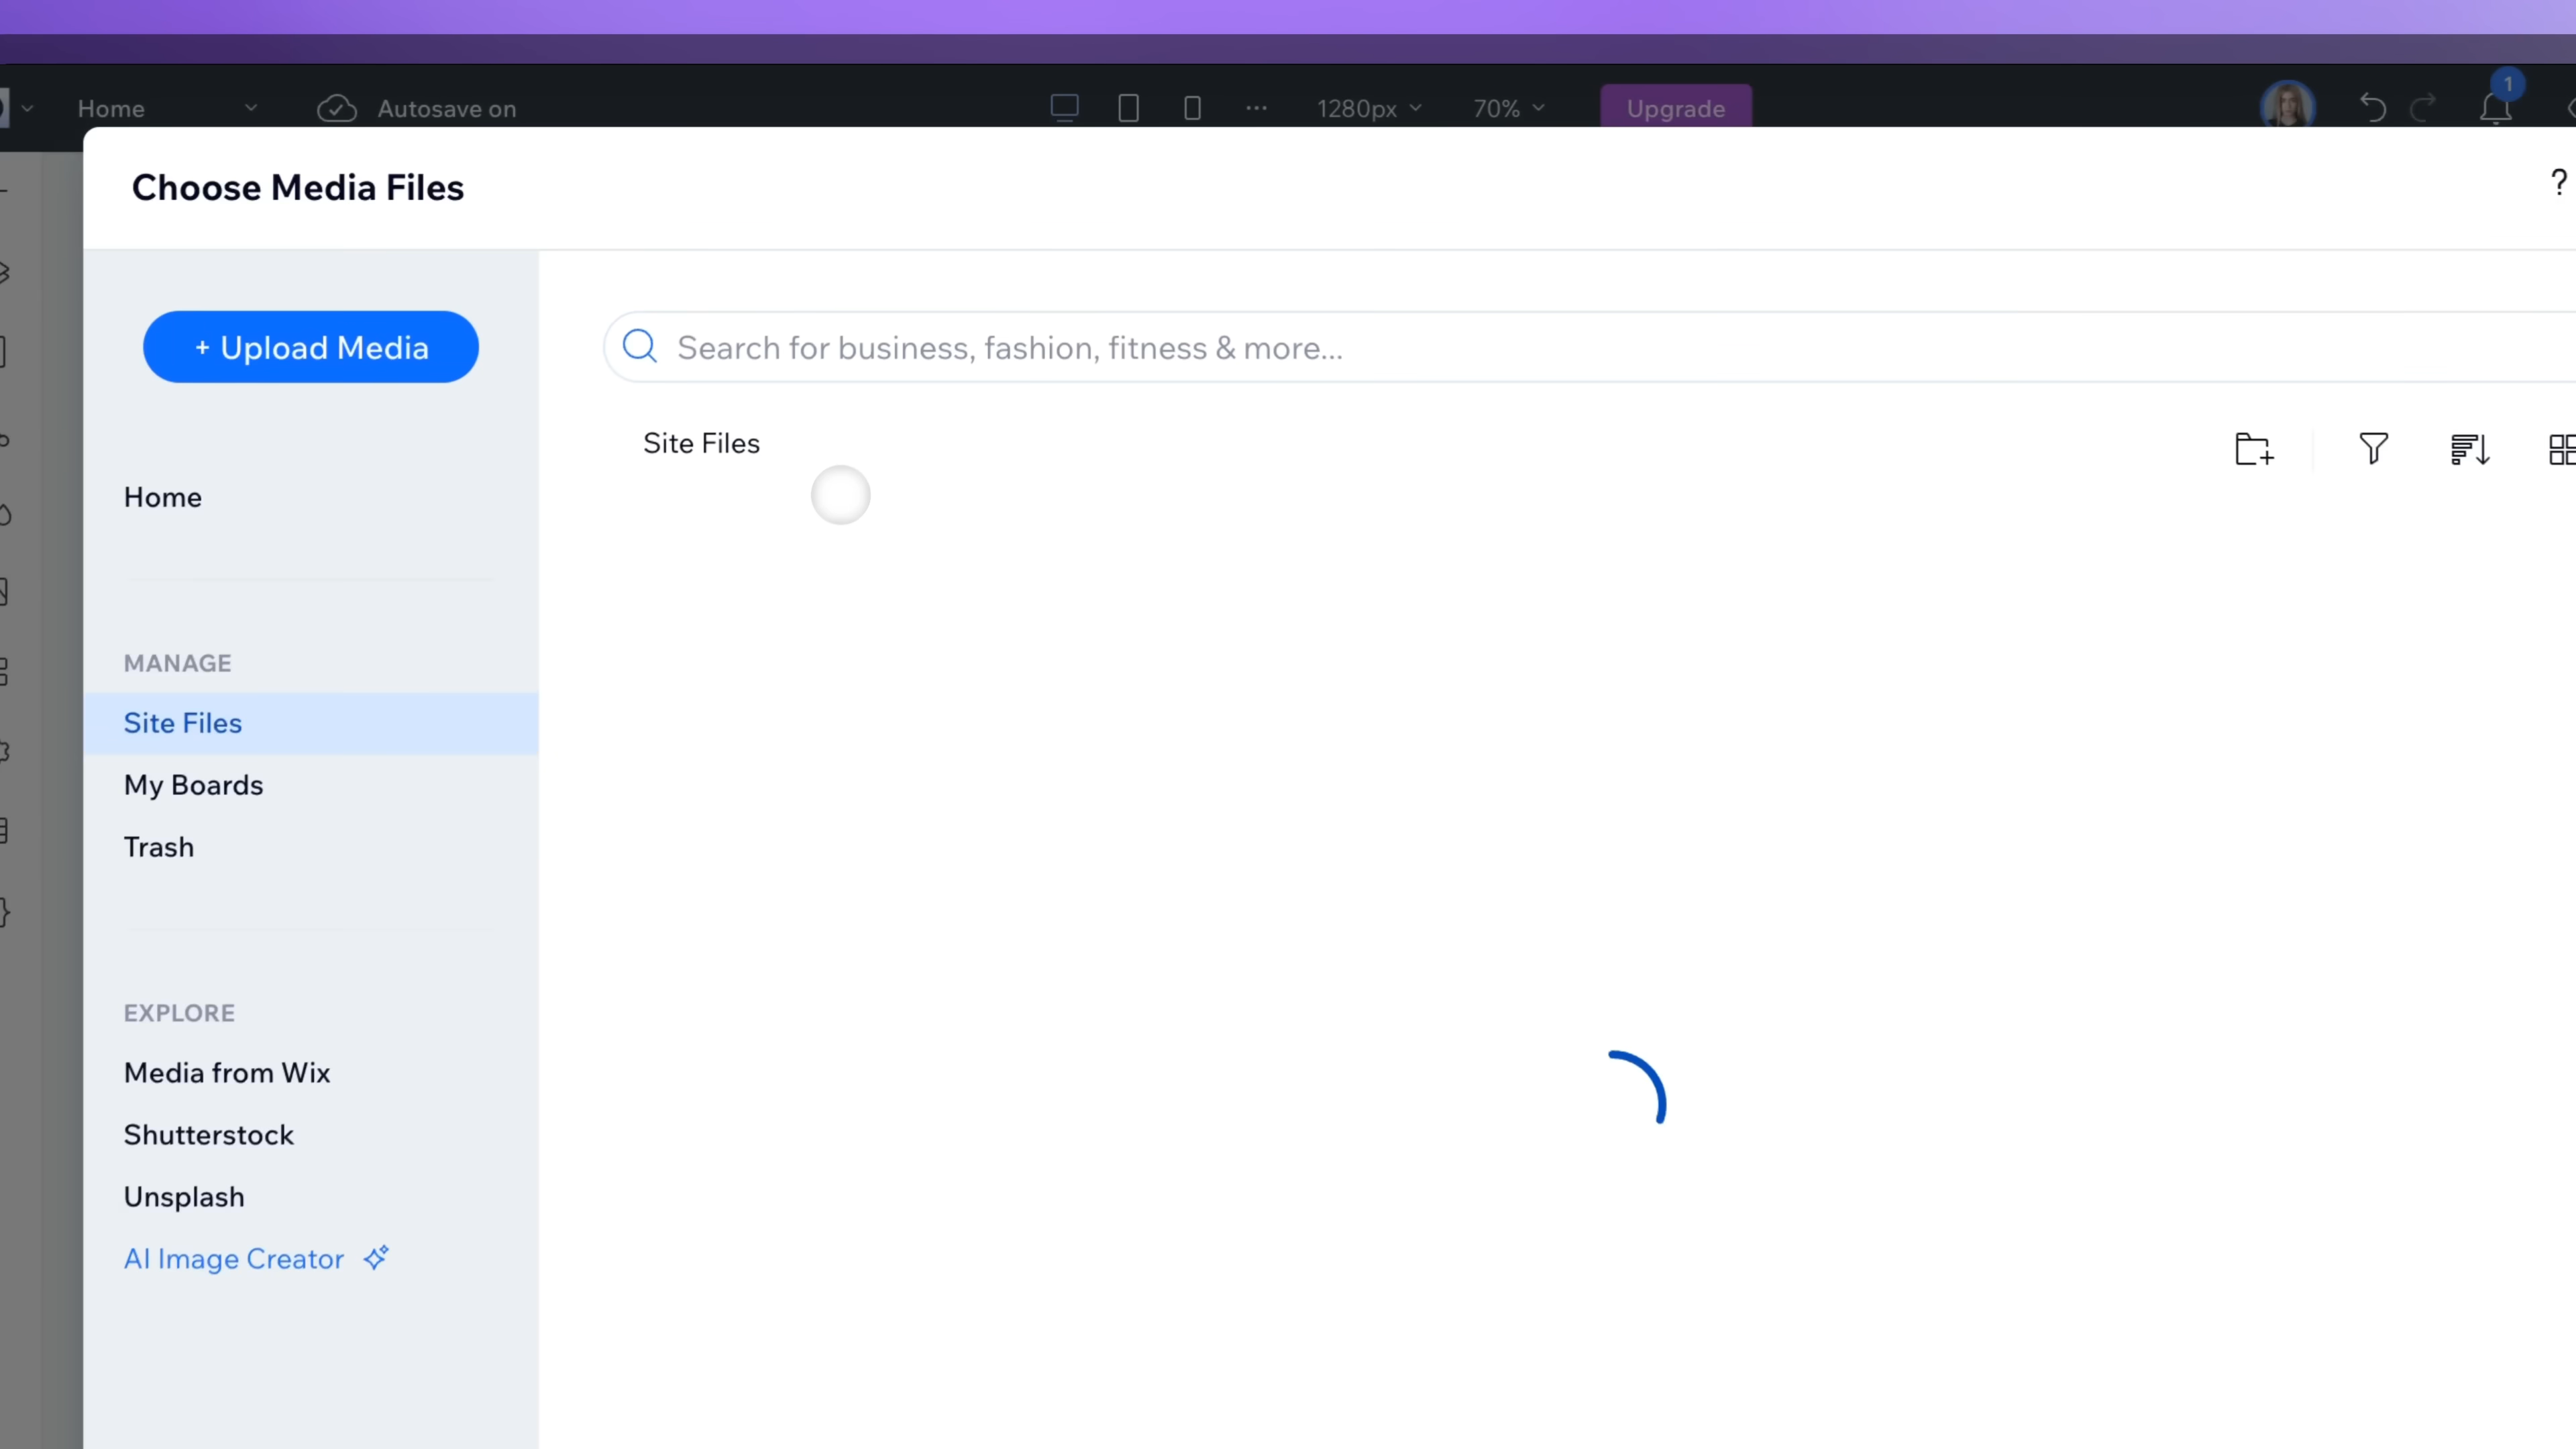 Home
Autosave on
1280px
70%
Upgrade
1
Choose Media Files
?
+ Upload Media
Search for business, fashion, fitness & more...
Site Files
Home
MANAGE
Site Files
My Boards
Trash
EXPLORE
Media from Wix
Shutterstock
Unsplash
AI Image Creator